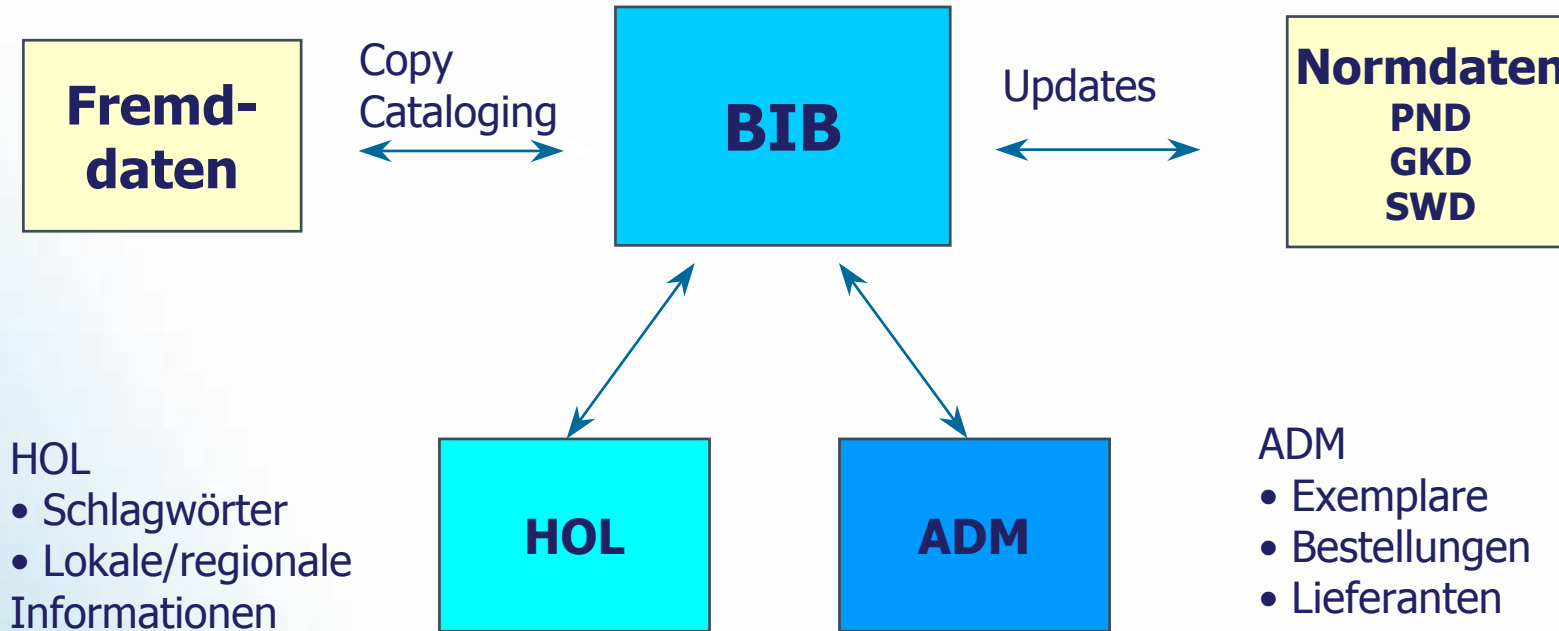 Fremd-
daten
Copy
Cataloging
BIB
Updates
Normdaten
PND
GKD
SWD
HOL
• Schlagwörter
• Lokale/regionale
Informationen
HOL
ADM
ADM
• Exemplare
• Bestellungen
• Lieferanten